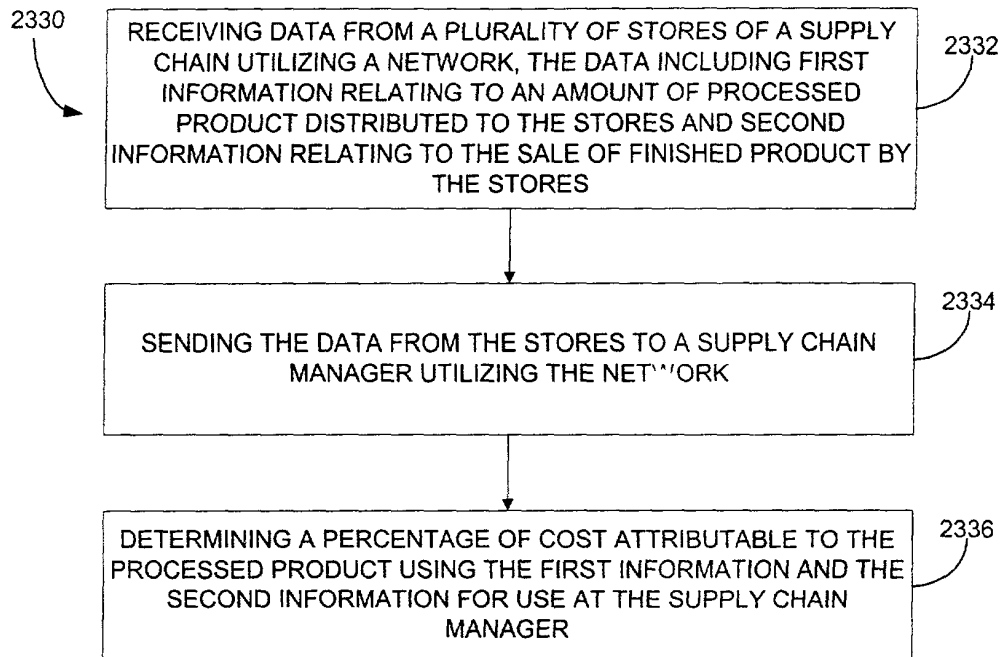 2330
RECEIVING DATA FROM A PLURALITY OF STORES OF A SUPPLY
CHAIN UTILIZING A NETWORK, THE DATA INCLUDING FIRST
INFORMATION RELATING TO AN AMOUNT OF PROCESSED
PRODUCT DISTRIBUTED TO THE STORES AND SECOND
INFORMATION RELATING TO THE SALE OF FINISHED PRODUCT BY
THE STORES
2332
SENDING THE DATA FROM THE STORES TO A SUPPLY CHAIN
MANAGER UTILIZING THE NETWORK
2334
DETERMINING A PERCENTAGE OF COST ATTRIBUTABLE TO THE
PROCESSED PRODUCT USING THE FIRST INFORMATION AND THE
SECOND INFORMATION FOR USE AT THE SUPPLY CHAIN
MANAGER
2336